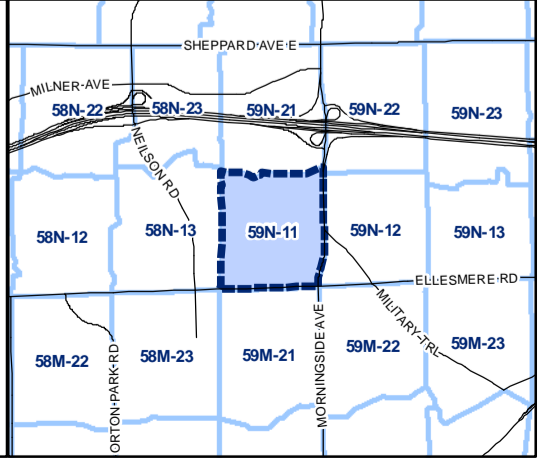 SHEPPARD AVE E
MILNER AVE
58N-22
58N-23
59N-21
59N-22
59N-23
NEILSON RD
58N-12
58N-13
59N-11
59N-12
59N-13
ELLESMERE RD
MILITARY TRL
58M-22
58M-23
59M-21
59M-22
59M-23
ORTON PARK RD
MORNINGSIDE AVE